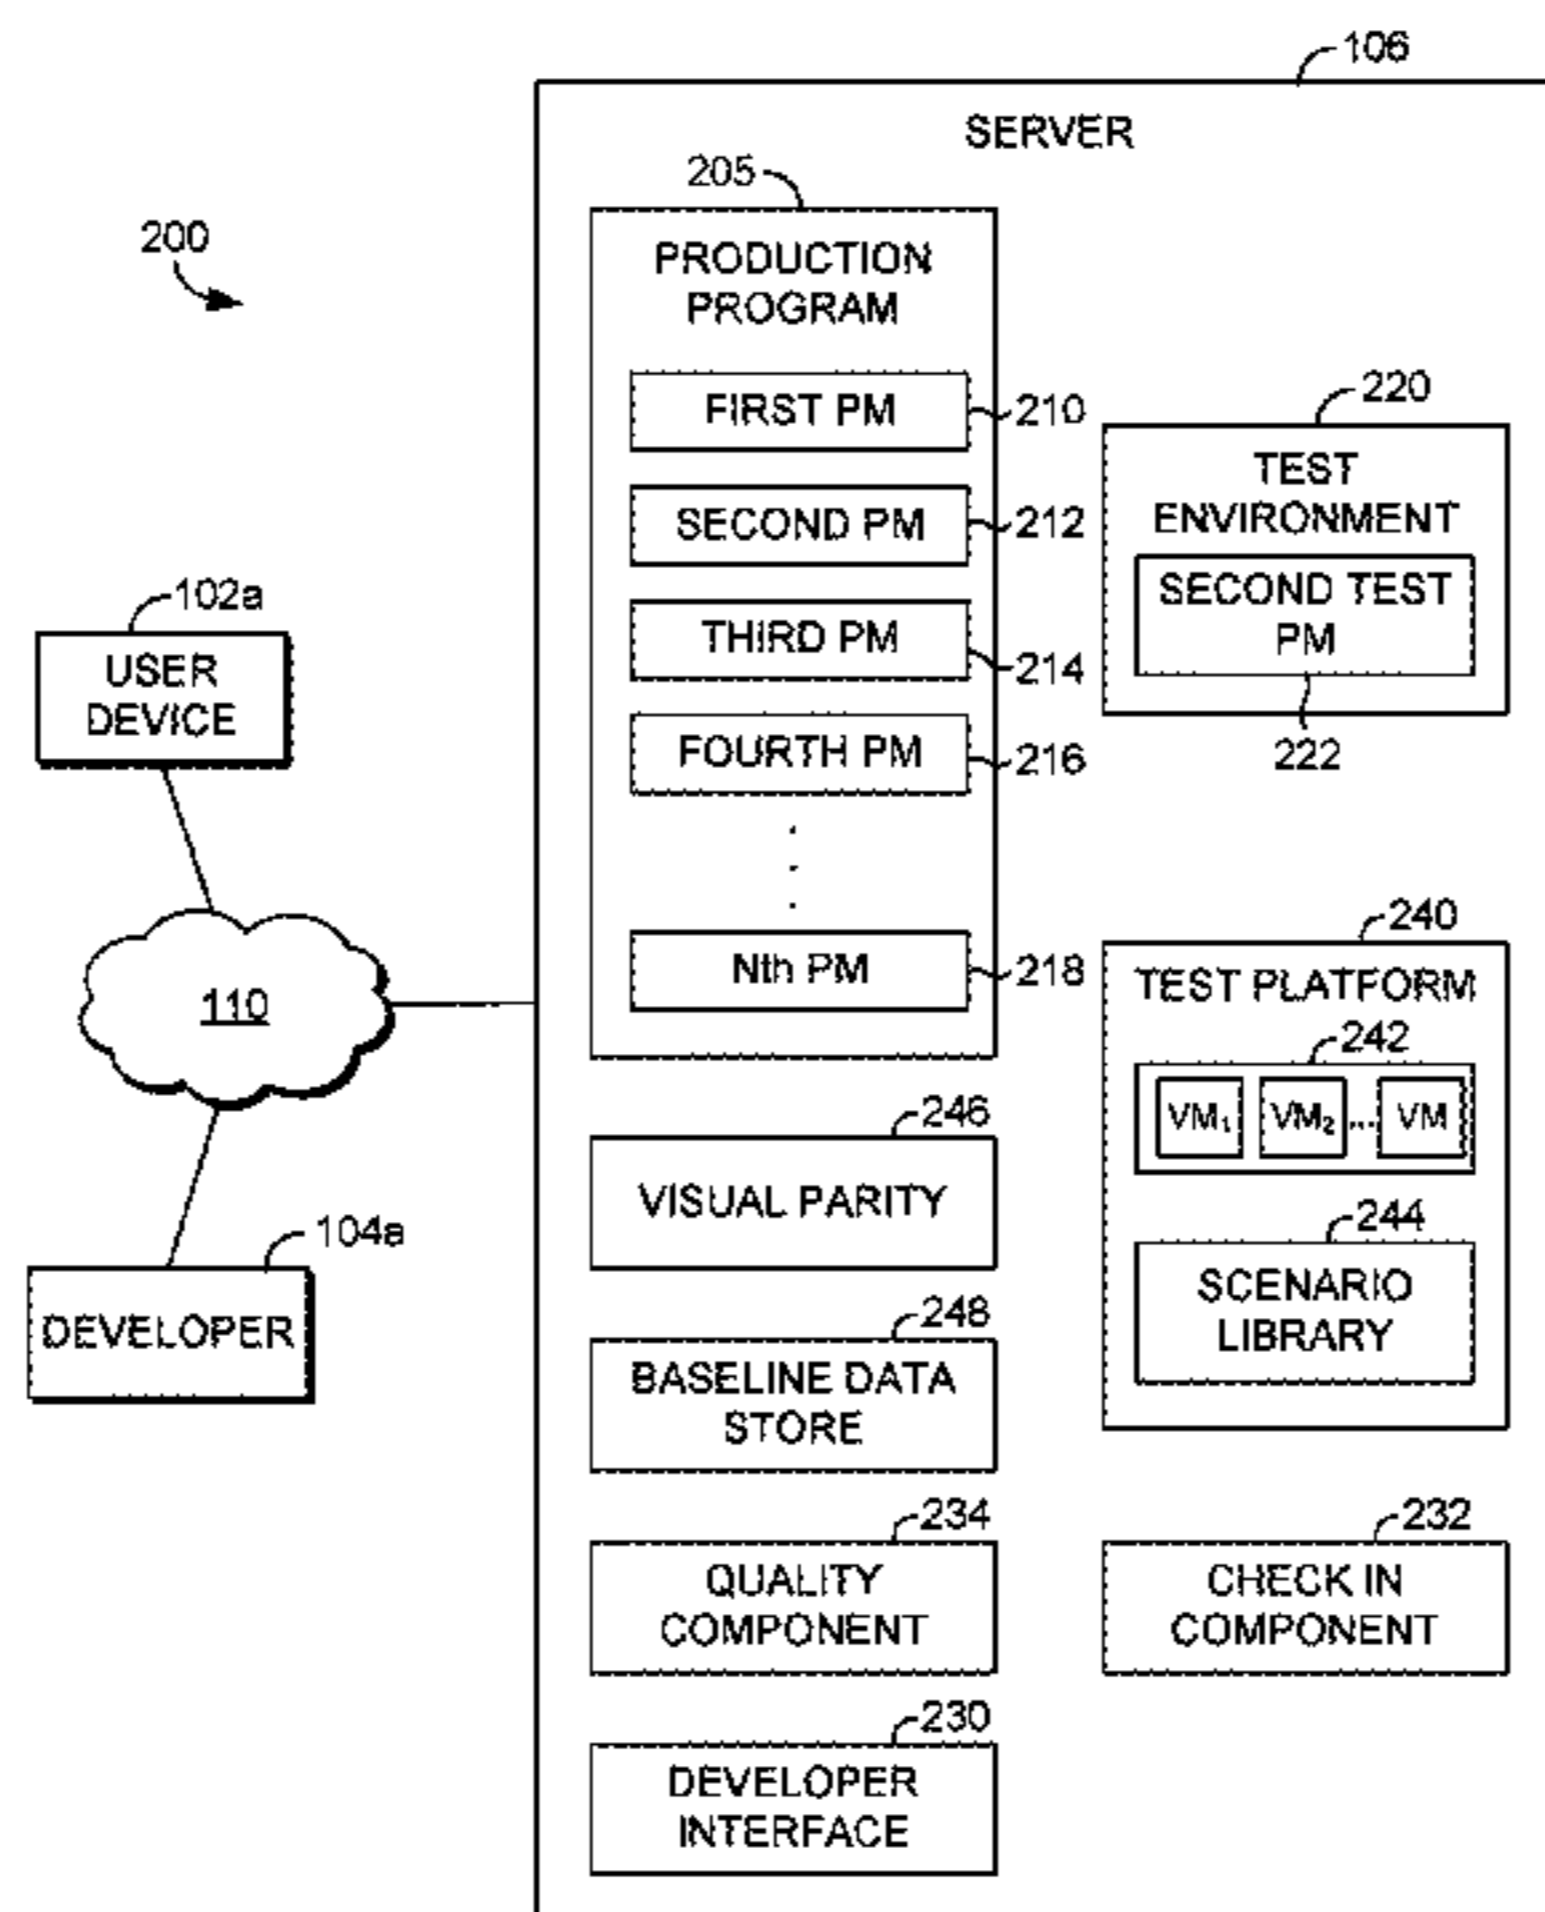 106
SERVER
205
200
PRODUCTION
PROGRAM
FIRST PM
210
SECOND PM
212
THIRD PM
214
FOURTH PM
216
.
.
.
Nth PM
218
220
TEST
ENVIRONMENT
SECOND TEST
PM
222
102a
USER
DEVICE
110
104a
DEVELOPER
240
TEST PLATFORM
242
VM₁ VM₂ ... VM
244
SCENARIO
LIBRARY
246
VISUAL PARITY
248
BASELINE DATA
STORE
234
QUALITY
COMPONENT
232
CHECK IN
COMPONENT
230
DEVELOPER
INTERFACE